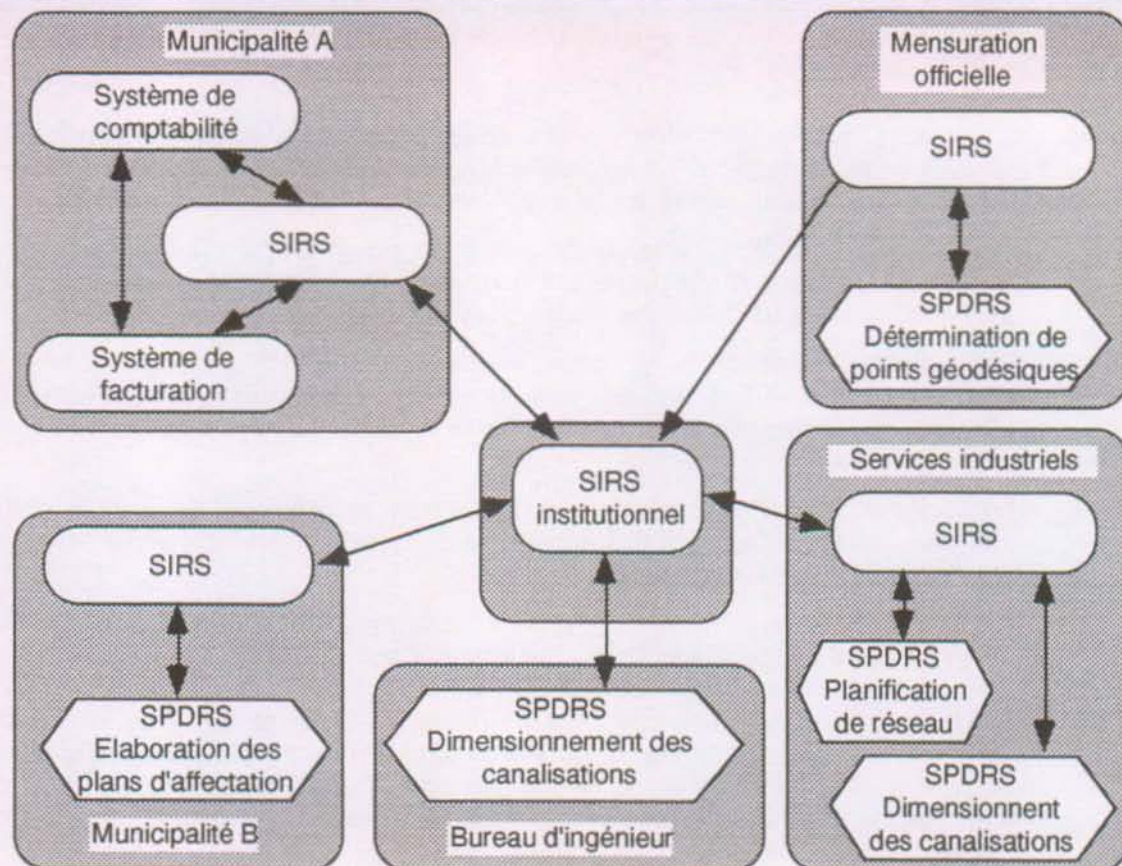 Municipalité A
Système de
comptabilité
SIRS
Système de
facturation
Mensuration
officielle
SIRS
SPDRS
Détermination de
points géodésiques
SIRS
institutionnel
Services industriels
SIRS
SPDRS
Planification
de réseau
SPDRS
Dimensionnent
des canalisations
SIRS
SPDRS
Elaboration des
plans d'affectation
Municipalité B
SPDRS
Dimensionnement des
canalisations
Bureau d'ingénieur